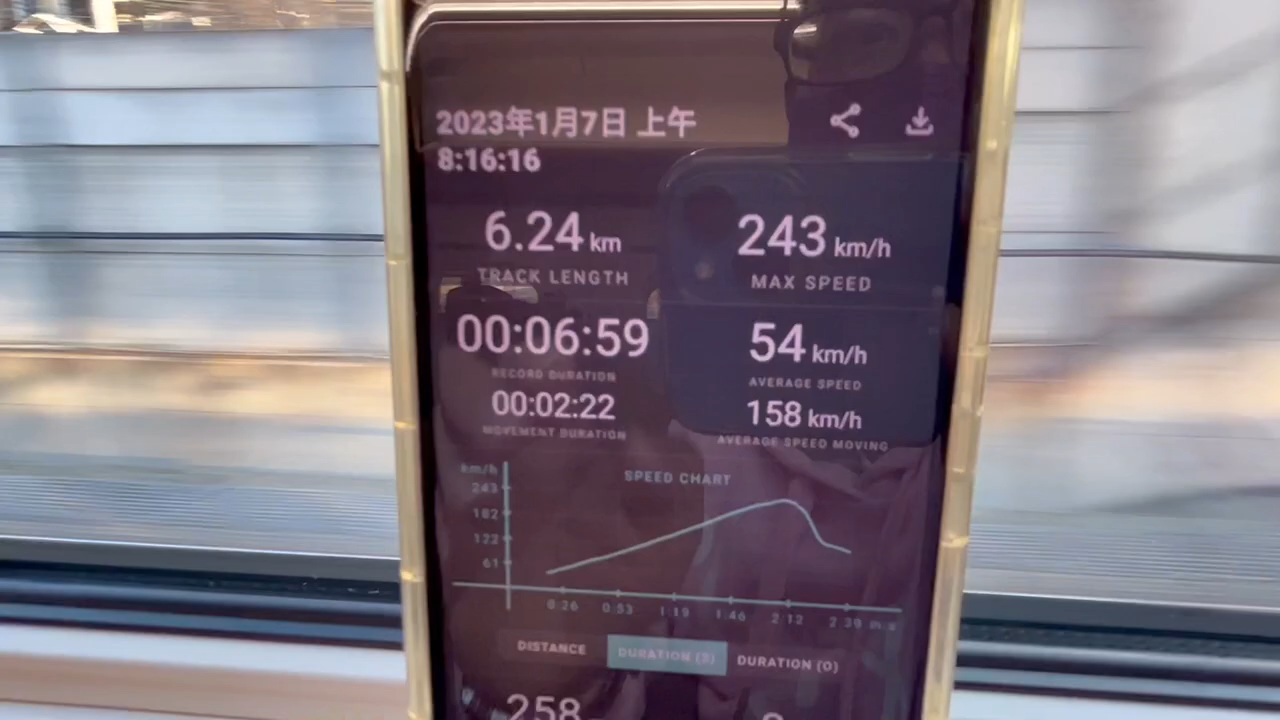 2023年1月7日 上午
8:16:16
6.24 km
TRACK LENGTH
243 km/h
MAX SPEED
00:06:59
RECORD DURATION
54 km/h
AVERAGE SPEED
00:02:22
MOVEMENT DURATION
158 km/h
AVERAGE SPEED MOVING
SPEED CHART
km/h
243
182
122
61
0:26 0:53 1:19 1:46 2:12 2:39 m:s
DISTANCE DURATION (S) DURATION (O)
258